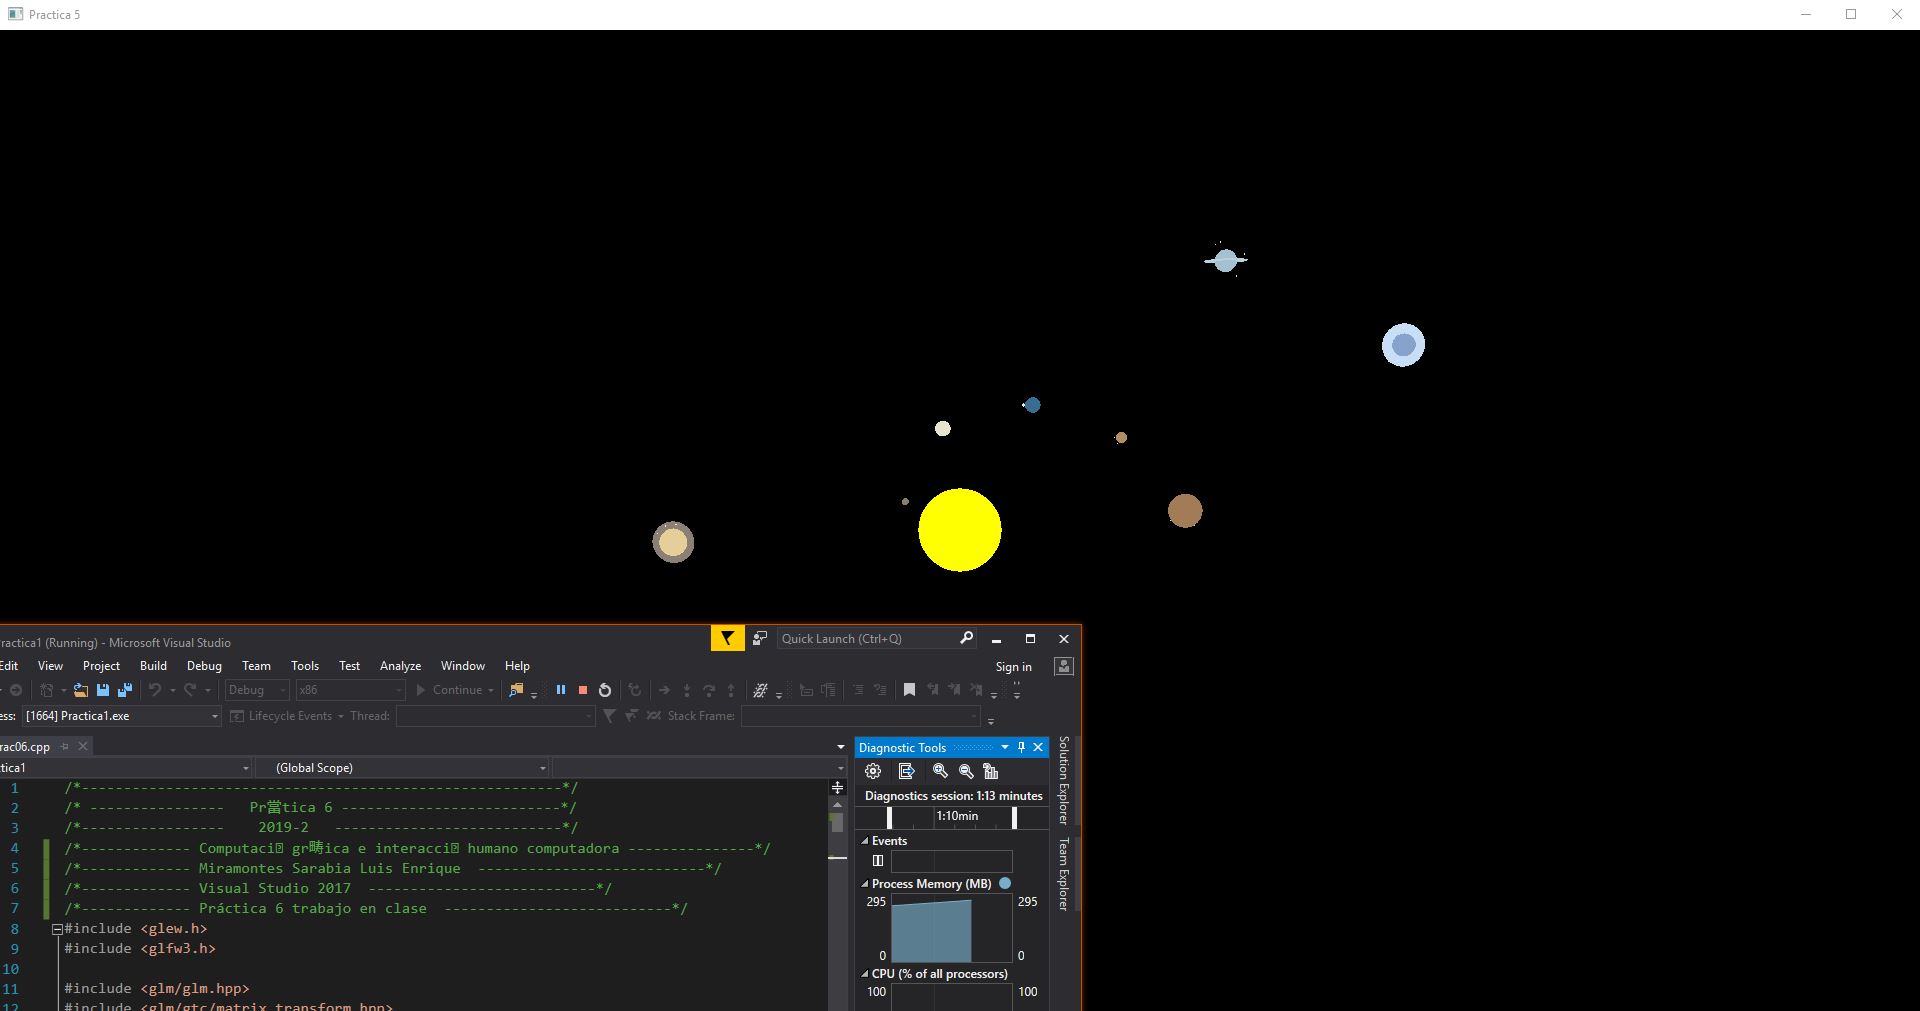 Practica 5
ractica1 (Running) - Microsoft Visual Studio
Quick Launch (Ctrl+Q)
Edit View Project Build Debug Team Tools Test Analyze Window Help
Sign in
Debug x86 Continue
ess: [1664] Practica1.exe Lifecycle Events Thread: Stack Frame:
rac06.cpp
tica1 (Global Scope)
1 /*---------------------------------------------------------*/
2 /* ---------------- Pr當tica 6 --------------------------*/
3 /*----------------- 2019-2 ---------------------------*/
4 /*------------- Computaci gr疇ica e interacci humano computadora ---------------*/
5 /*------------- Miramontes Sarabia Luis Enrique ---------------------------*/
6 /*------------- Visual Studio 2017 ---------------------------*/
7 /*------------- Práctica 6 trabajo en clase ---------------------------*/
8 #include <glew.h>
9 #include <glfw3.h>
10
11 #include <glm/glm.hpp>
12 #include <glm/gtc/matrix_transform.hpp>
Diagnostic Tools
Diagnostics session: 1:13 minutes
1:10min
Events
Process Memory (MB)
295 295
0 0
CPU (% of all processors)
100 100
Solution Explorer
Team Explorer